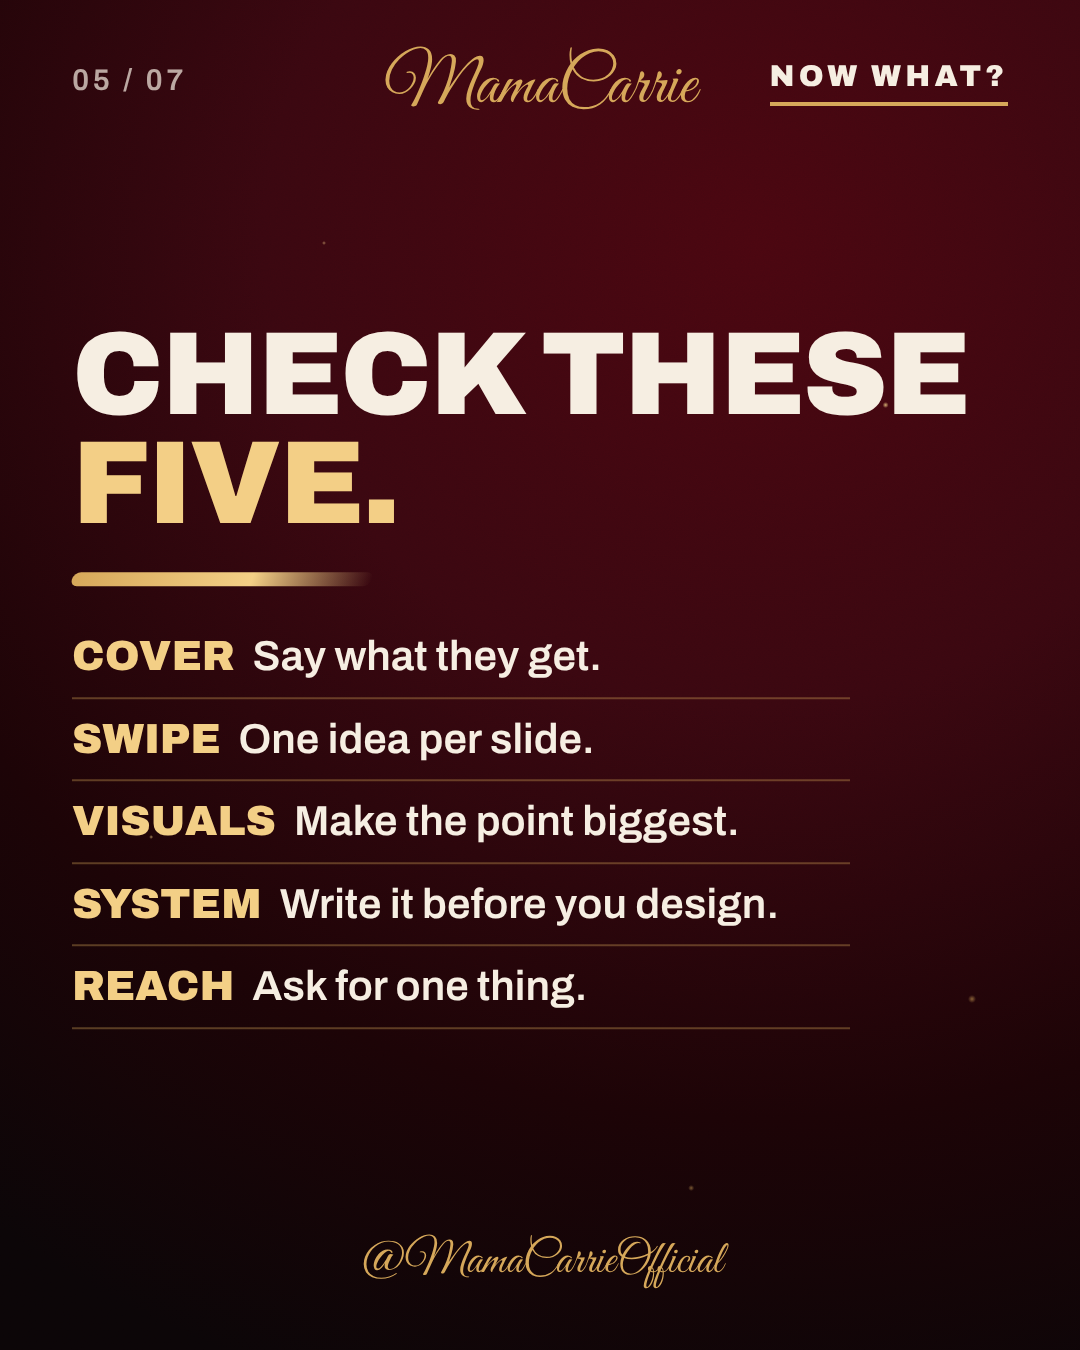 05 / 07
MamaCarrie
NOW WHAT?
CHECK THESE
FIVE.
COVER Say what they get.
SWIPE One idea per slide.
VISUALS Make the point biggest.
SYSTEM Write it before you design.
REACH Ask for one thing.
@MamaCarrieOfficial